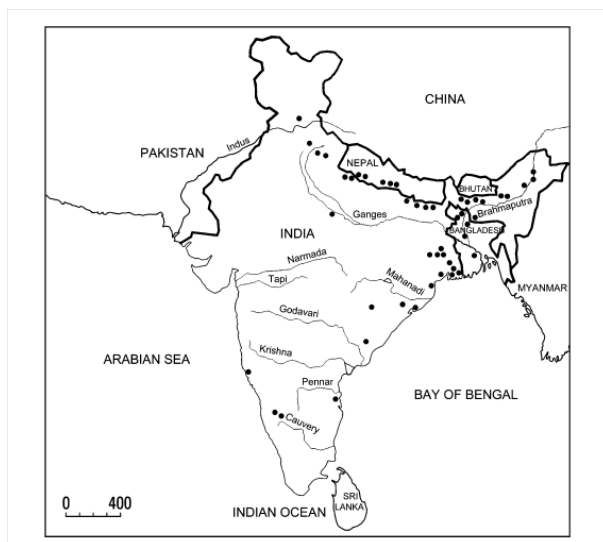 CHINA
PAKISTAN
Indus
NEPAL
BHUTAN
Brahmaputra
Ganges
BANGLADESH
INDIA
Narmada
Tapi
Mahanadi
MYANMAR
Godavari
ARABIAN SEA
Krishna
Pennar
BAY OF BENGAL
Cauvery
0 400
SRI
LANKA
INDIAN OCEAN